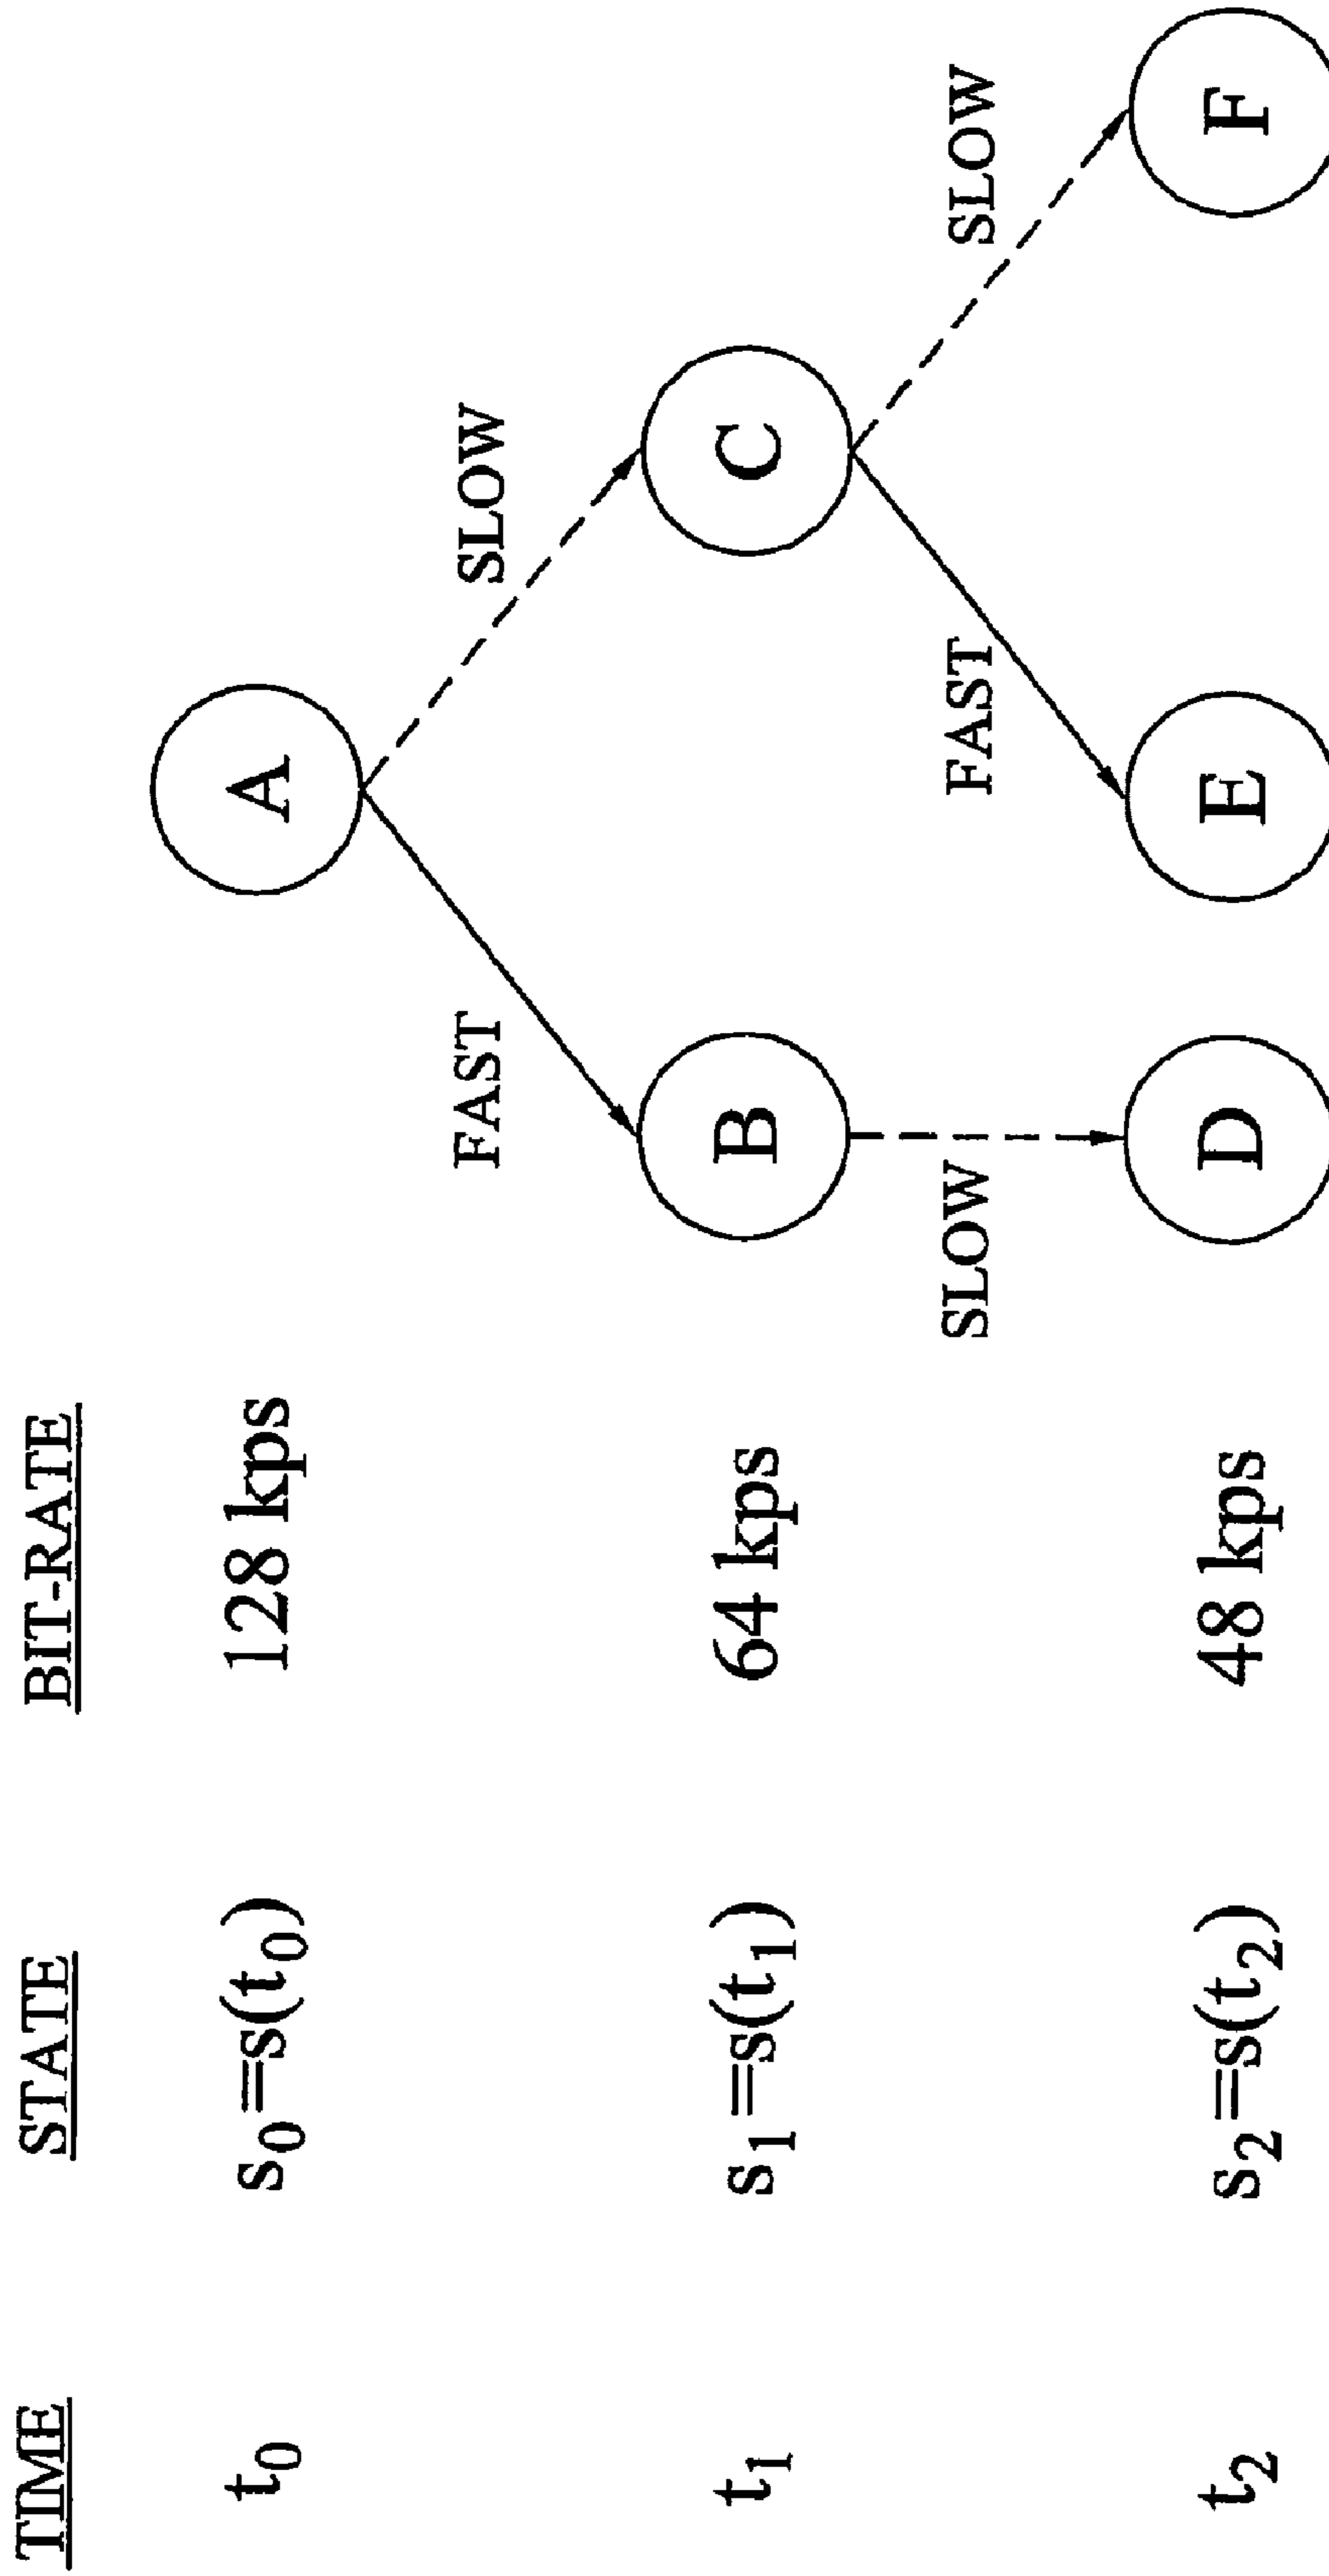 TIME STATE BIT-RATE
t0 s0=s(t0) 128 kps A
FAST SLOW
t1 s1=s(t1) 64 kps B C
SLOW FAST SLOW
t2 s2=s(t2) 48 kps D E F